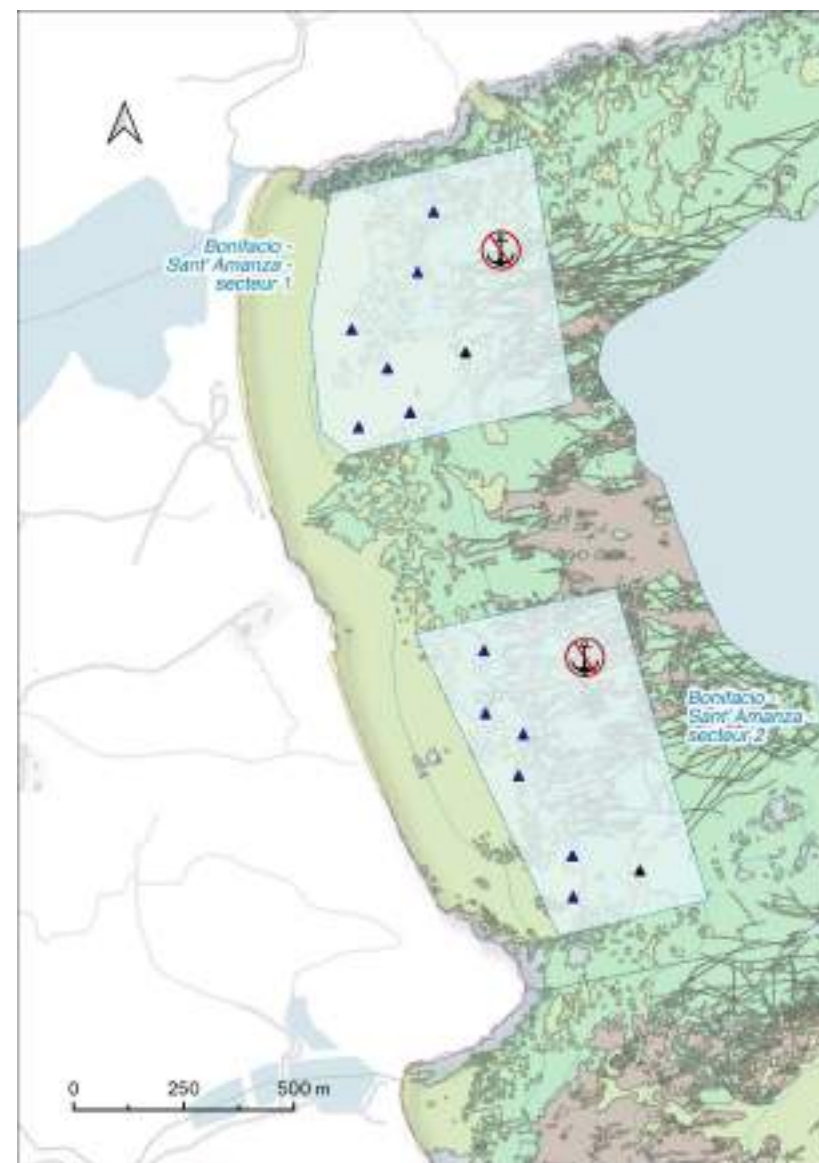 Bonifacio -
Sant' Amanza -
secteur 1
Bonifacio
Sant' Amanza -
secteur 2
0 250 500 m